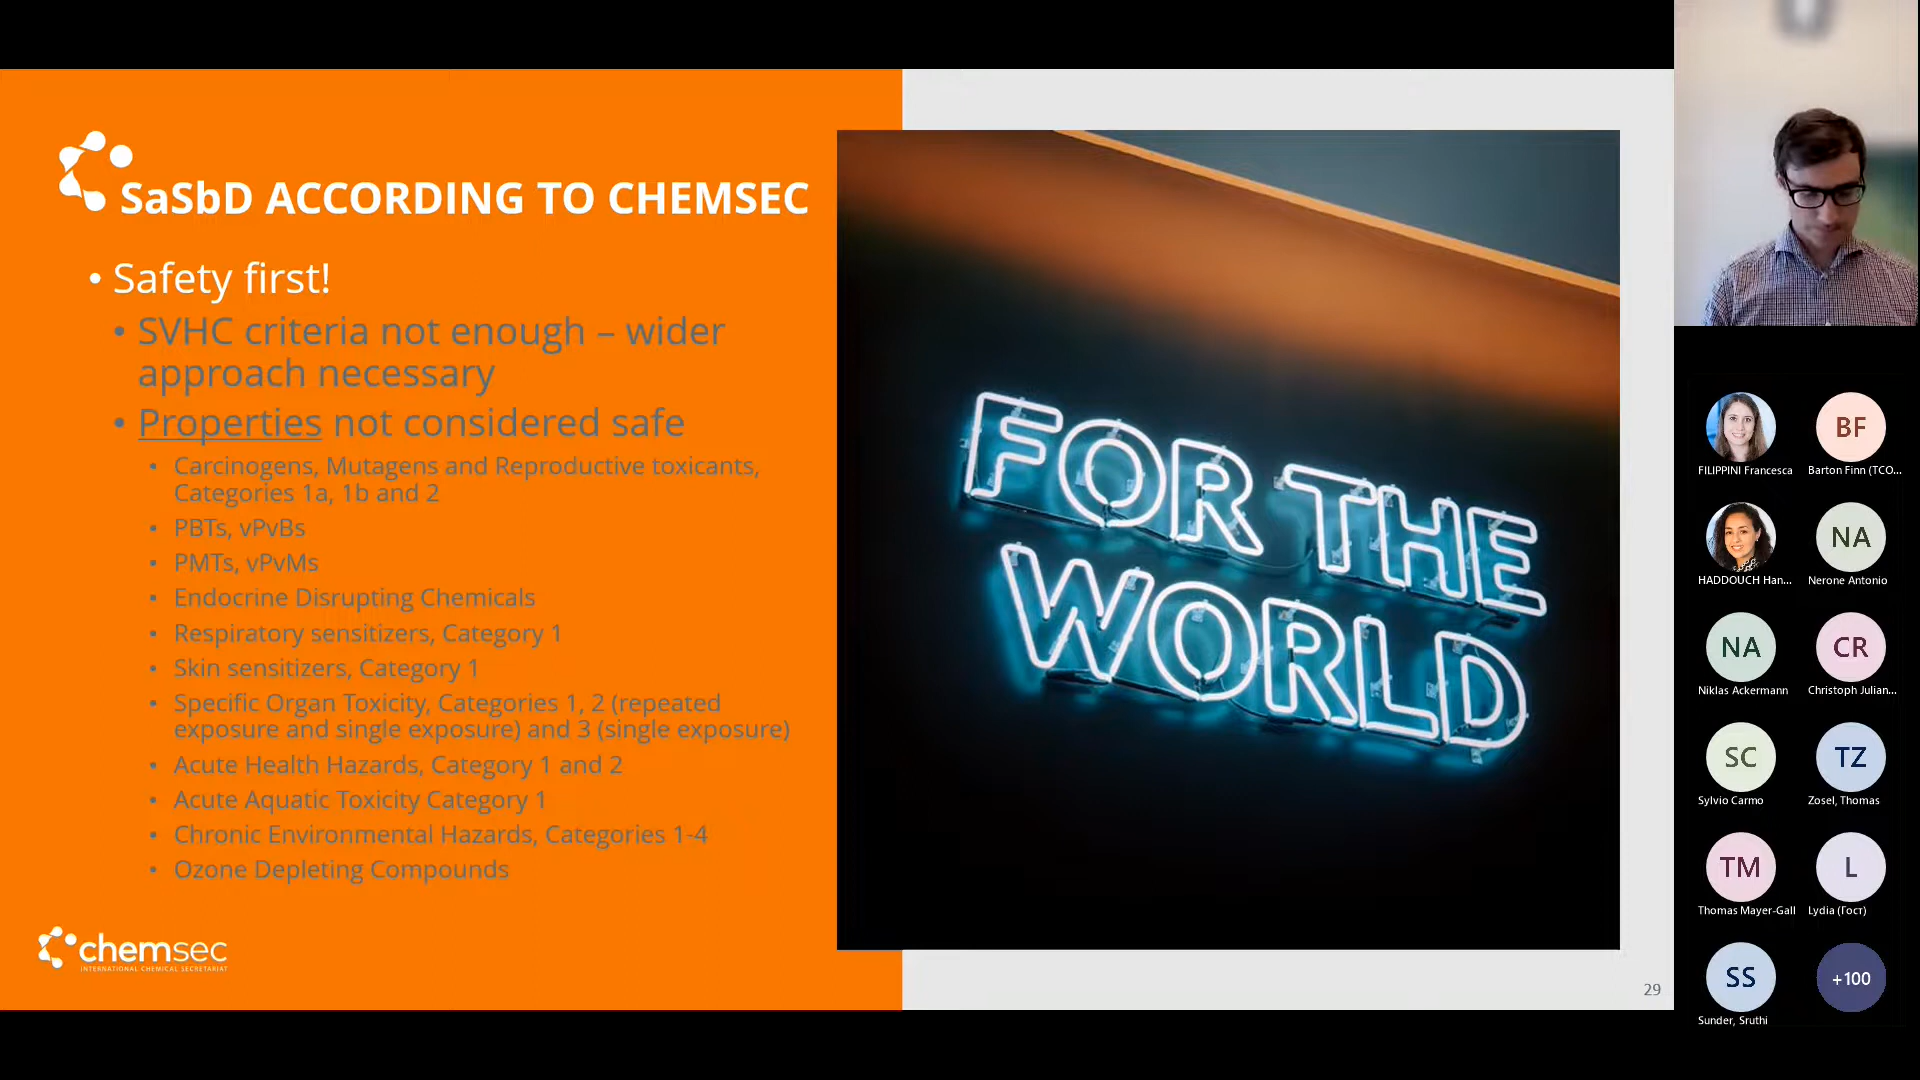 SaSbD ACCORDING TO CHEMSEC
• Safety first!
• SVHC criteria not enough – wider
approach necessary
• Properties not considered safe
• Carcinogens, Mutagens and Reproductive toxicants,
Categories 1a, 1b and 2
• PBTs, vPvBs
• PMTs, vPvMs
• Endocrine Disrupting Chemicals
• Respiratory sensitizers, Category 1
• Skin sensitizers, Category 1
• Specific Organ Toxicity, Categories 1, 2 (repeated
exposure and single exposure) and 3 (single exposure)
• Acute Health Hazards, Category 1 and 2
• Acute Aquatic Toxicity Category 1
• Chronic Environmental Hazards, Categories 1-4
• Ozone Depleting Compounds
chemsec
INTERNATIONAL CHEMICAL SECRETARIAT
FOR THE
WORLD
29
FILIPPINI Francesca
BF
Barton Finn (TCO...
HADDOUCH Han...
NA
Nerone Antonio
NA
Niklas Ackermann
CR
Christoph Julian...
SC
Sylvio Carmo
TZ
Zosel, Thomas
TM
Thomas Mayer-Gall
L
Lydia (Гост)
SS
Sunder, Sruthi
+100